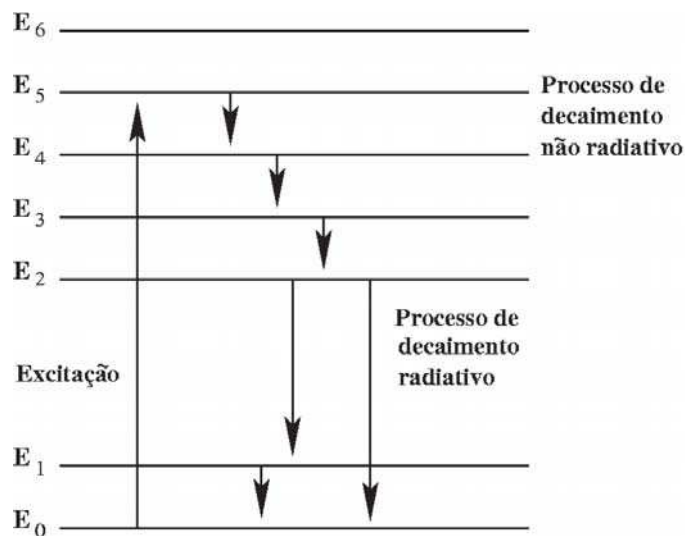 E6
E5
Processo de
decaimento
não radiativo
E4
E3
E2
Processo de
decaimento
radiativo
Excitação
E1
E0